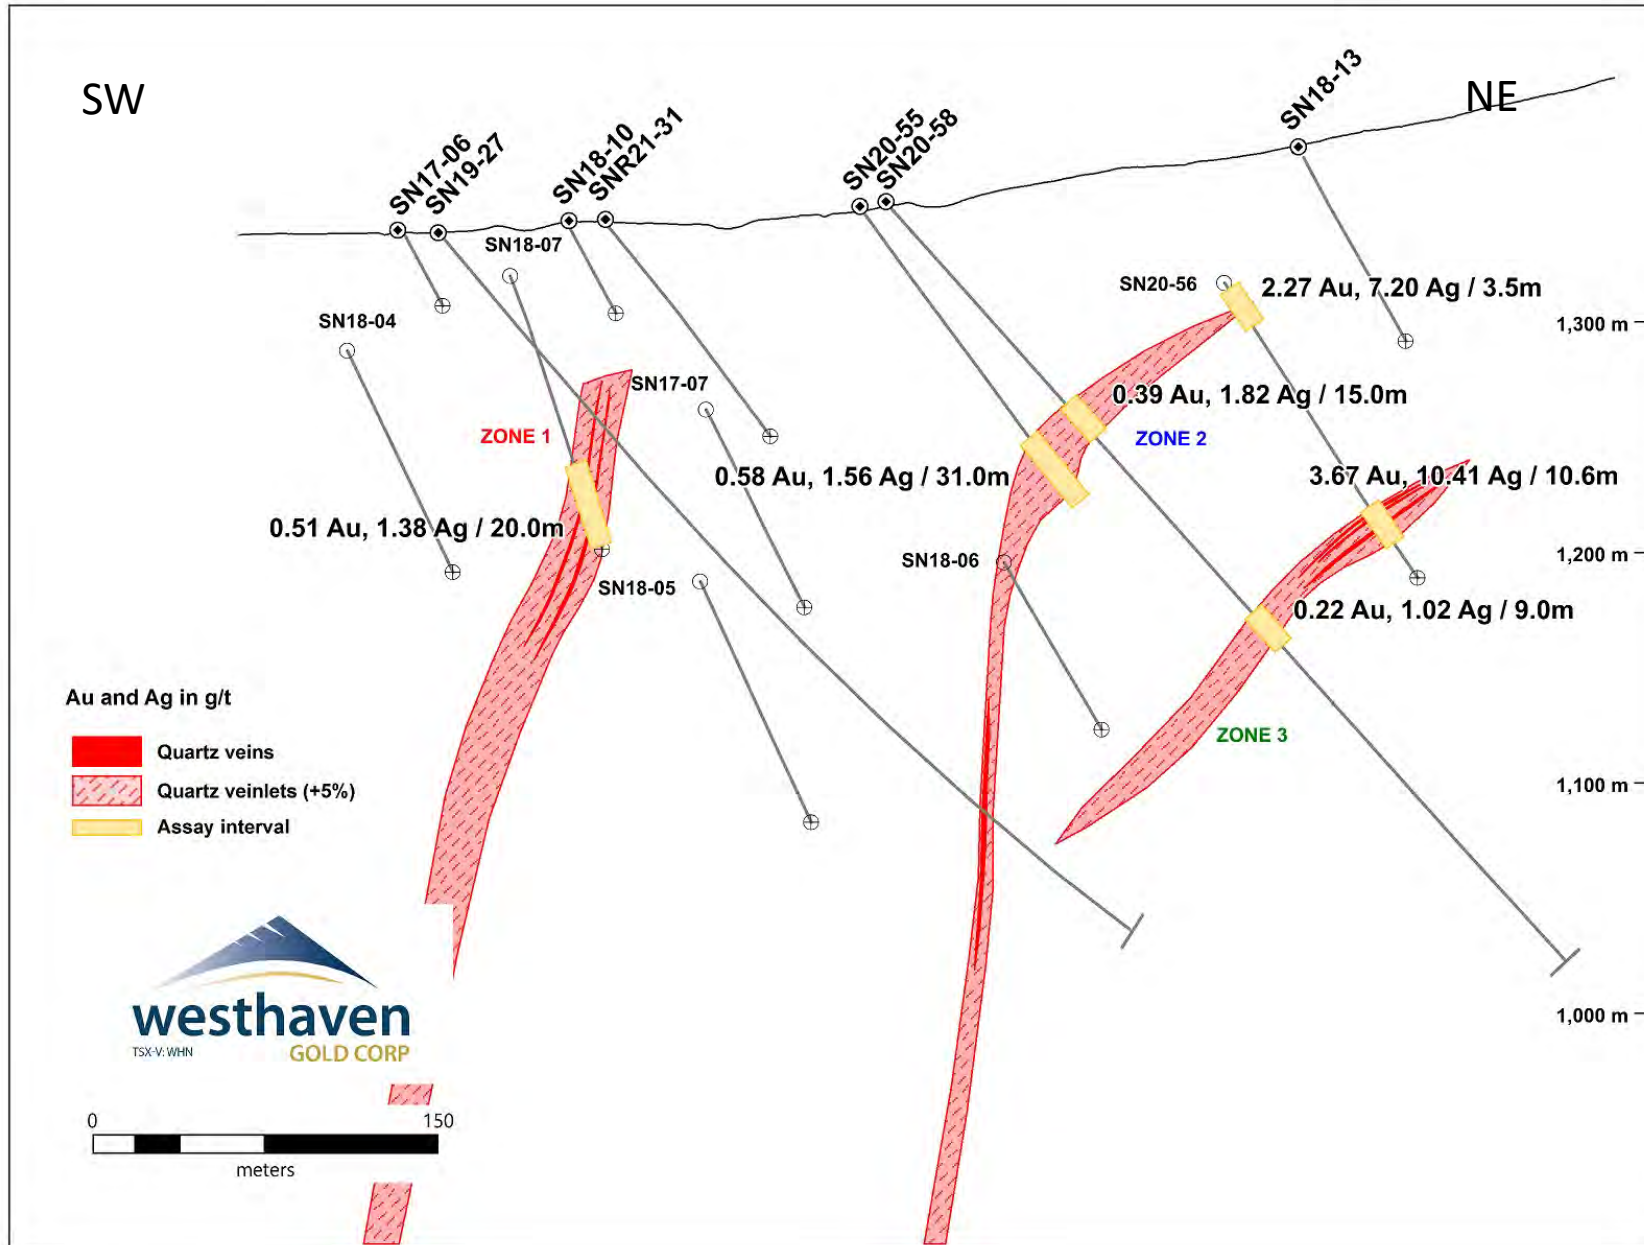 SW
NE
SN17-06
SN19-27
SN18-10
SNR21-31
SN20-55
SN20-58
SN18-13
SN18-07
SN20-56
2.27 Au, 7.20 Ag / 3.5m
SN18-04
1,300 m
SN17-07
0.39 Au, 1.82 Ag / 15.0m
ZONE 1
ZONE 2
0.58 Au, 1.56 Ag / 31.0m
3.67 Au, 10.41 Ag / 10.6m
0.51 Au, 1.38 Ag / 20.0m
SN18-06
1,200 m
SN18-05
0.22 Au, 1.02 Ag / 9.0m
Au and Ag in g/t
ZONE 3
Quartz veins
Quartz veinlets (+5%)
1,100 m
Assay interval
westhaven
TSX-V: WHN
GOLD CORP
1,000 m
0
150
meters